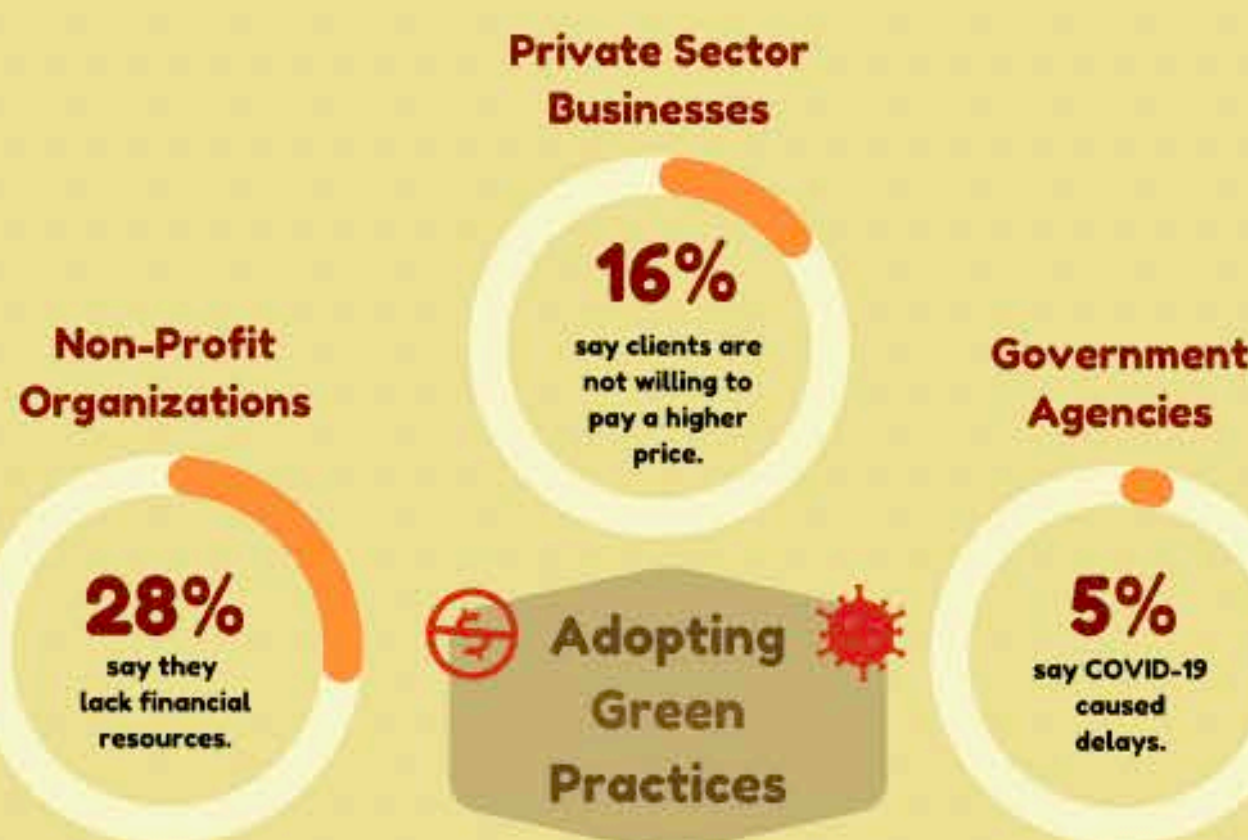 Private Sector
Businesses
16%
say clients are
not willing to
pay a higher
price.
Non-Profit
Organizations
28%
say they
lack financial
resources.
Government
Agencies
5%
say COVID-19
caused
delays.
Adopting
Green
Practices